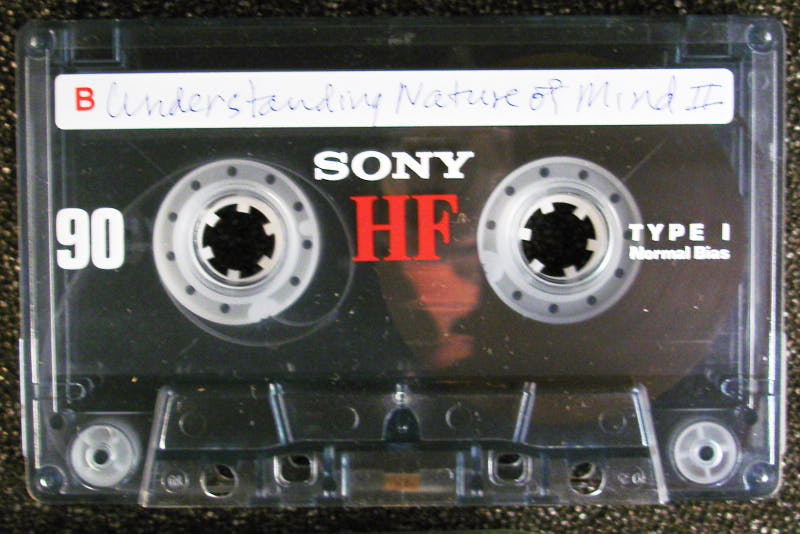 B Understanding Nature of Mind II
SONY
HF
90
TYPE I
Normal Bias